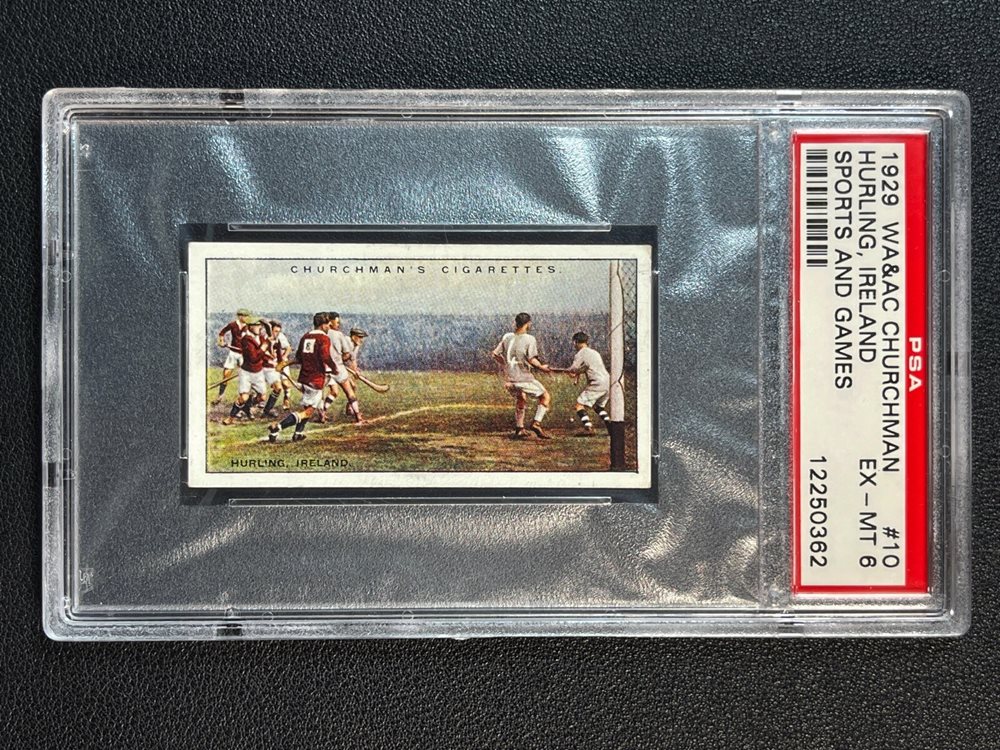 CHURCHMAN'S CIGARETTES.
8
HURLING, IRELAND.
PSA
1929 WA&AC CHURCHMAN #10
HURLING, IRELAND EX-MT 6
SPORTS AND GAMES
12250362